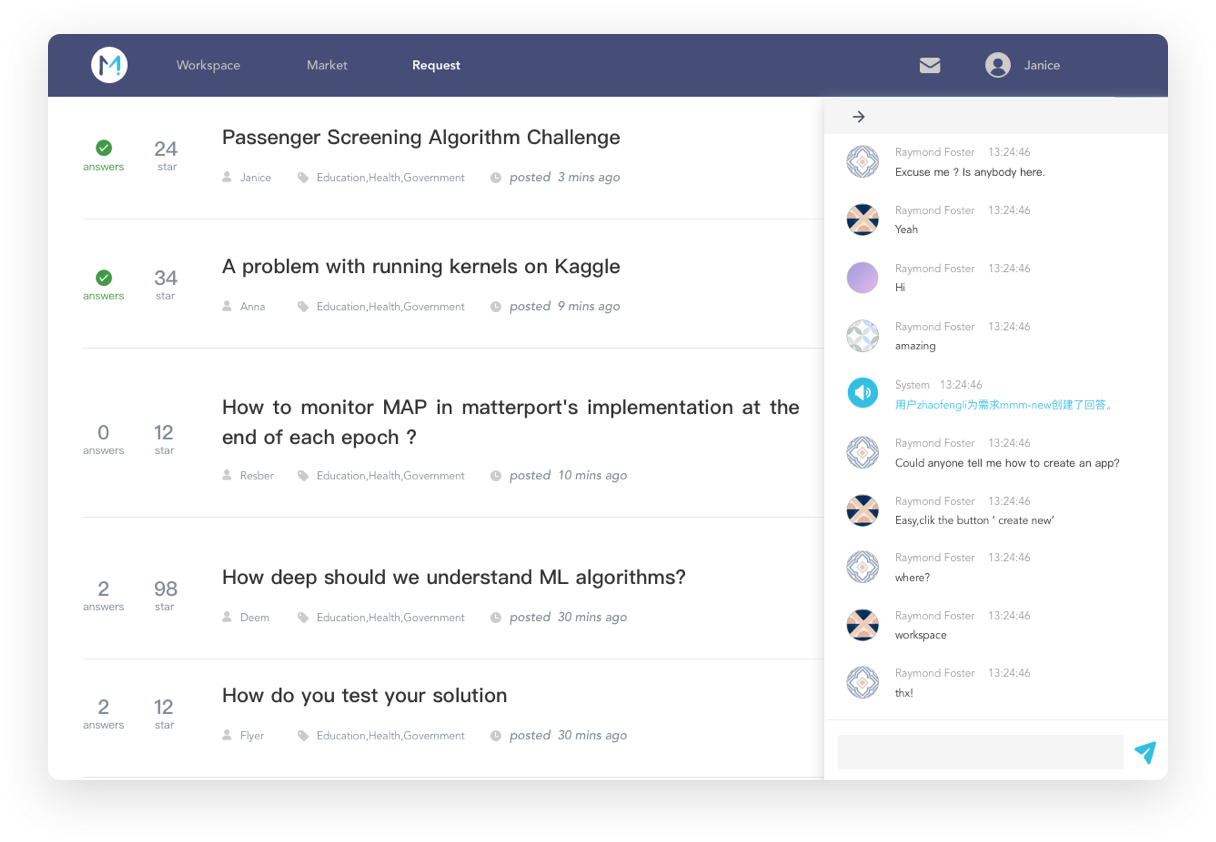 M!
Workspace
Market
Request
Janice
answers
24
star
Passenger Screening Algorithm Challenge
Janice
Education,Health,Government
posted 3 mins ago
answers
34
star
A problem with running kernels on Kaggle
Anna
Education,Health,Government
posted 9 mins ago
0
answers
12
star
How to monitor MAP in matterport's implementation at the
end of each epoch ?
Resber
Education,Health,Government
posted 10 mins ago
2
answers
98
star
How deep should we understand ML algorithms?
Deem
Education,Health,Government
posted 30 mins ago
2
answers
12
star
How do you test your solution
Flyer
Education,Health,Government
posted 30 mins ago
Raymond Foster 13:24:46
Excuse me ? Is anybody here.
Raymond Foster 13:24:46
Yeah
Raymond Foster 13:24:46
Hi
Raymond Foster 13:24:46
amazing
System 13:24:46
用户zhaofengli为需求mmm-new创建了回答。
Raymond Foster 13:24:46
Could anyone tell me how to create an app?
Raymond Foster 13:24:46
Easy,clik the button ‘ create new’
Raymond Foster 13:24:46
where?
Raymond Foster 13:24:46
workspace
Raymond Foster 13:24:46
thx!